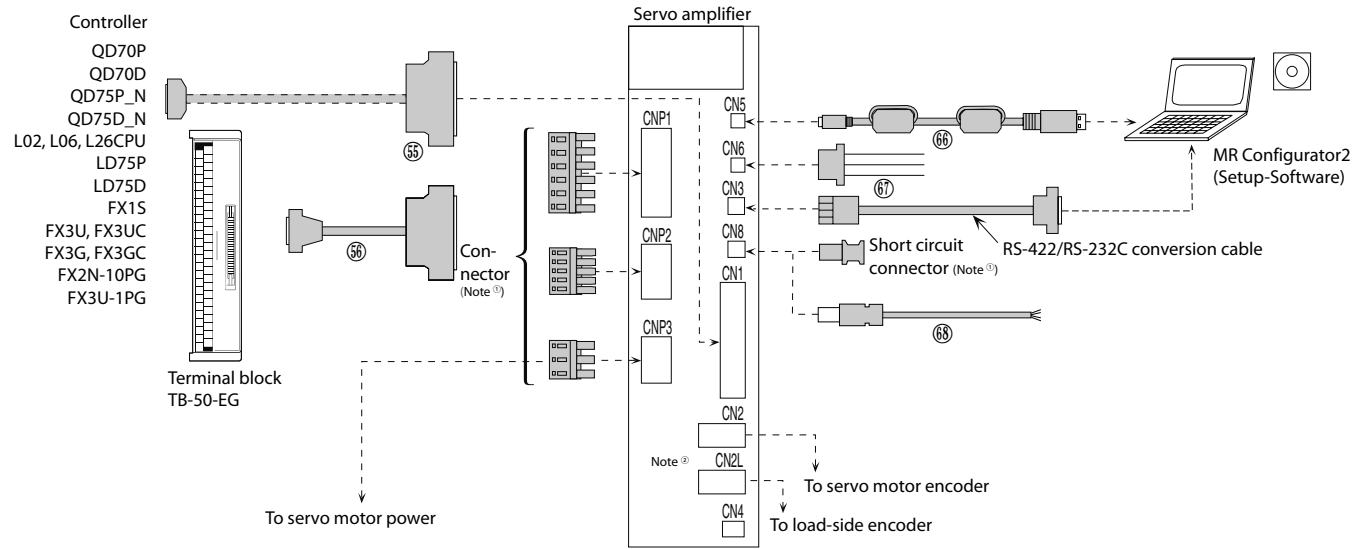 Controller
QD70P
QD70D
QD75P_N
QD75D_N
L02, L06, L26CPU
LD75P
LD75D
FX1S
FX3U, FX3UC
FX3G, FX3GC
FX2N-10PG
FX3U-1PG
Terminal block
TB-50-EG
55
56
Con-
nector
(Note ①)
To servo motor power
Servo amplifier
CNP1
CNP2
CNP3
CN5
CN6
CN3
CN8
CN1
CN2
Note ②
CN2L
CN4
66
67
Short circuit
connector (Note ①)
RS-422/RS-232C conversion cable
68
MR Configurator2
(Setup-Software)
To servo motor encoder
To load-side encoder